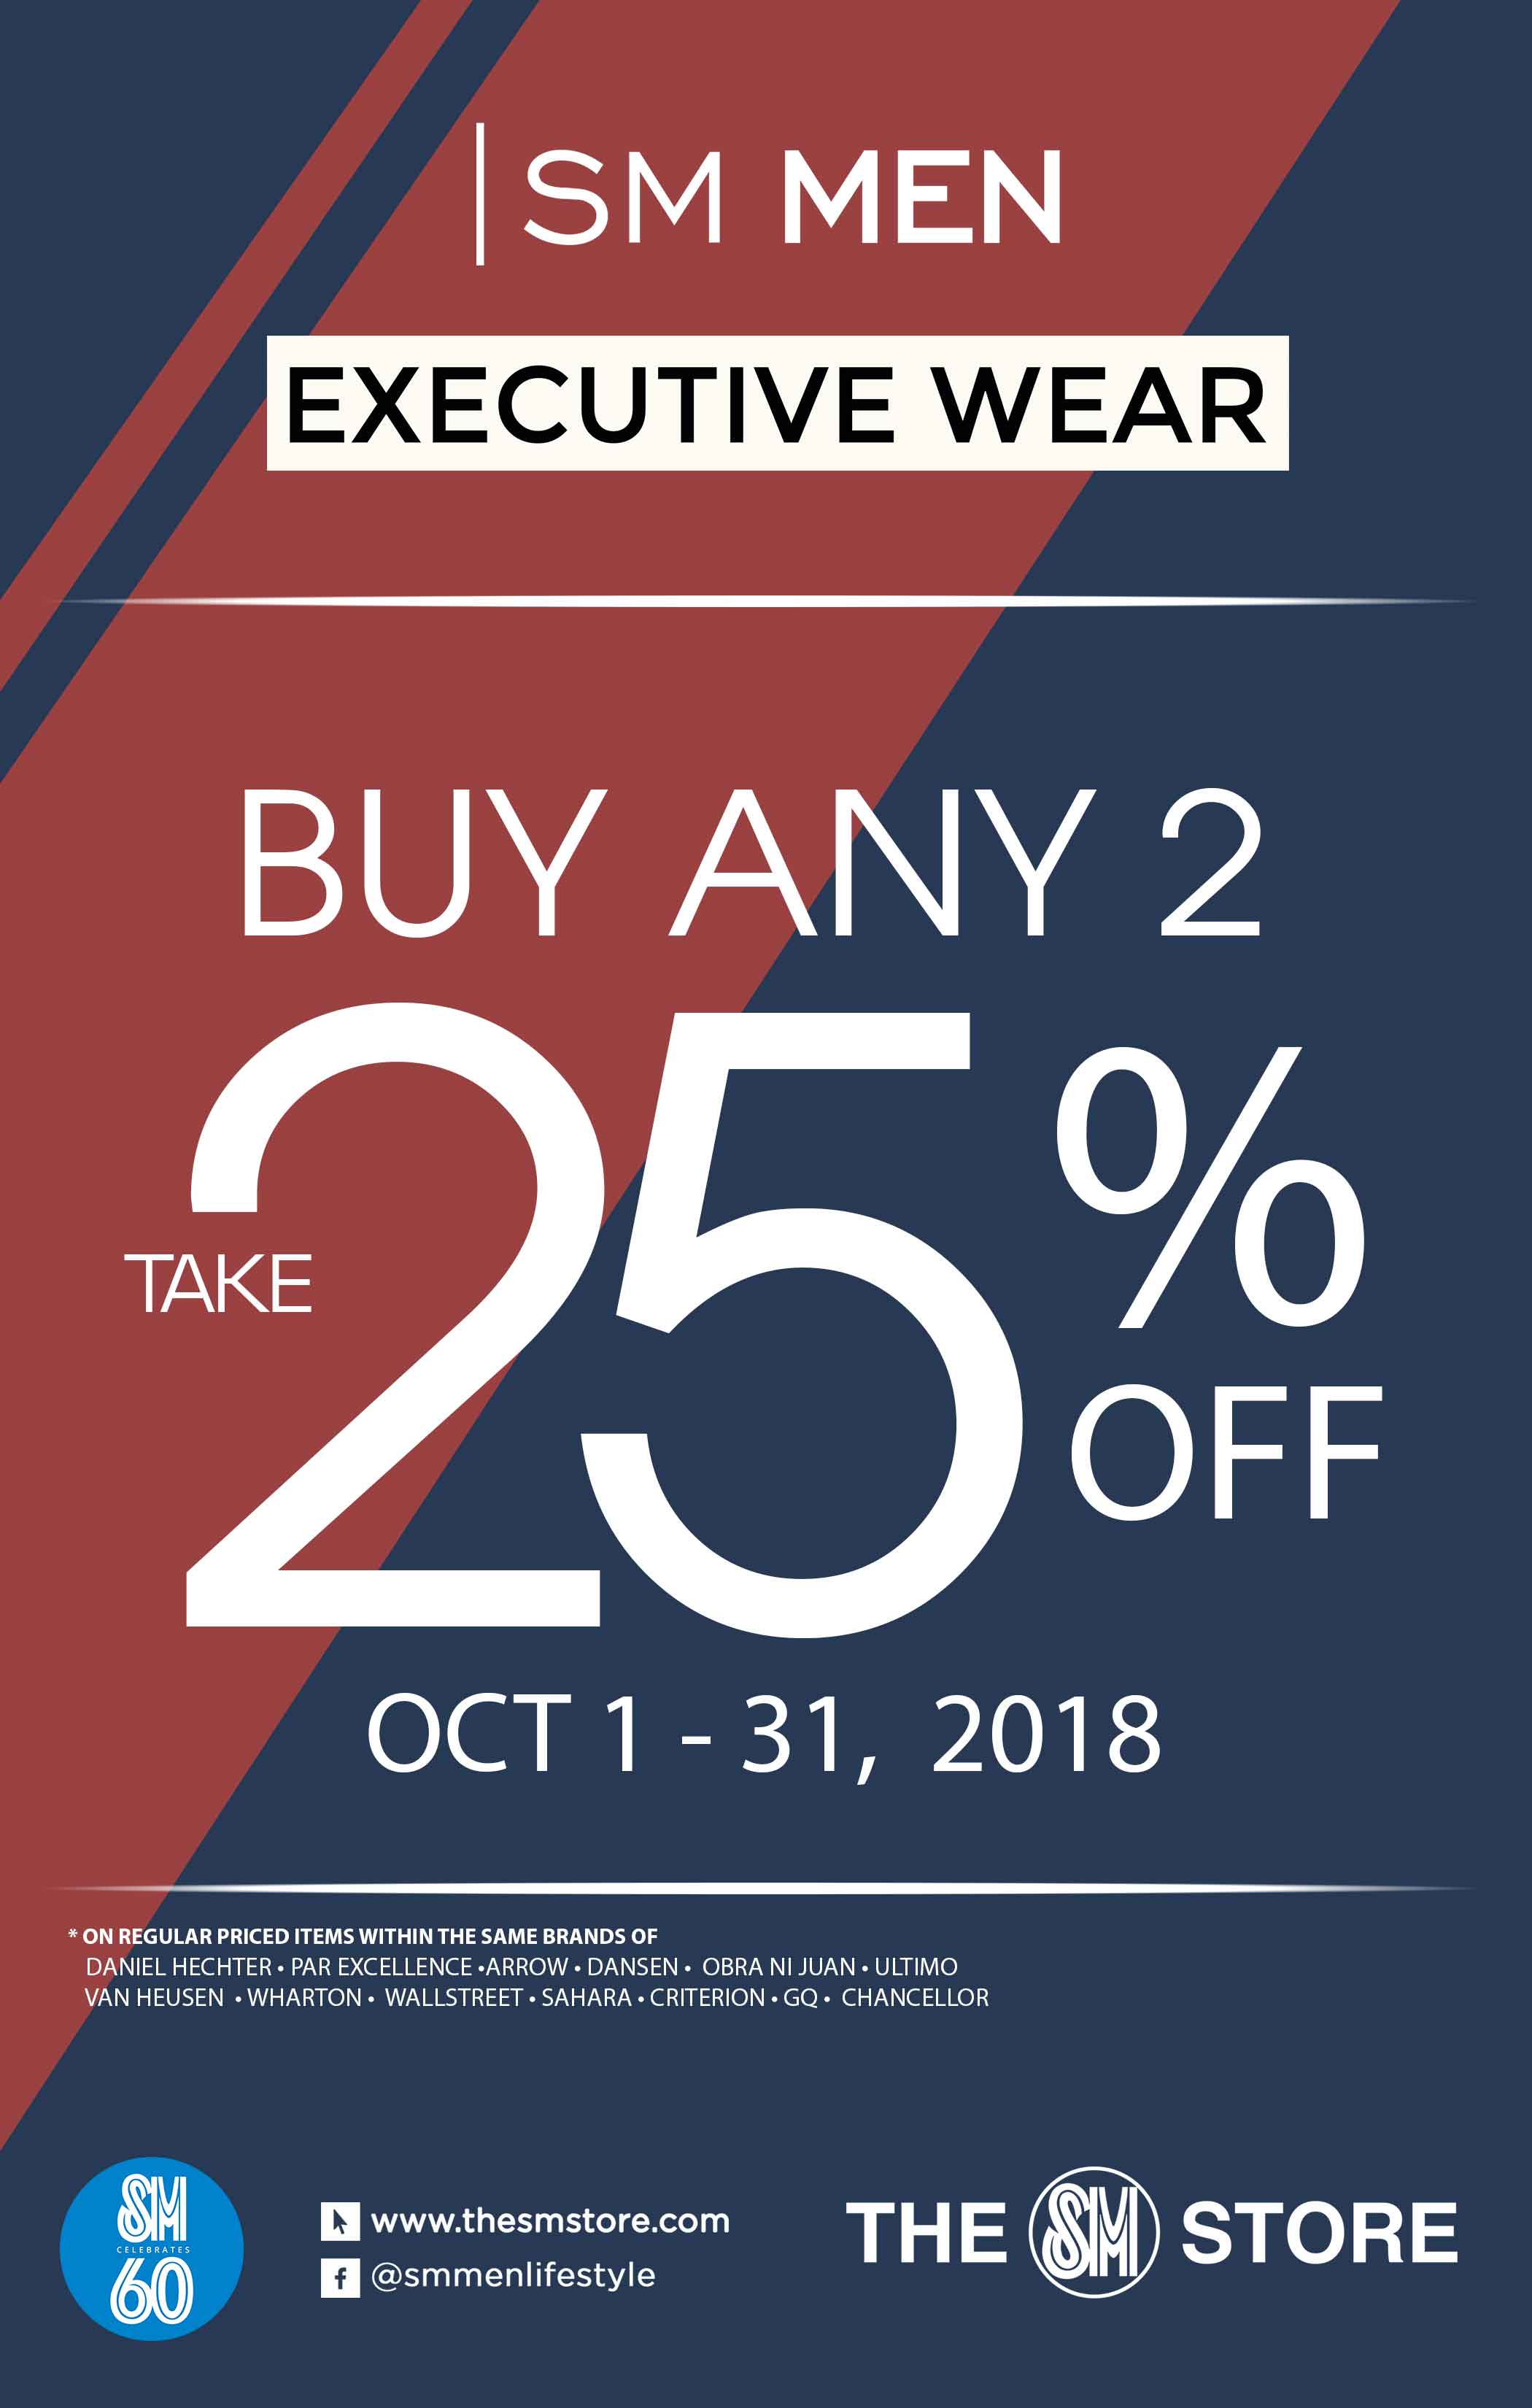 SM MEN
EXECUTIVE WEAR
BUY ANY 2
TAKE 25% OFF
OCT 1 - 31, 2018
* ON REGULAR PRICED ITEMS WITHIN THE SAME BRANDS OF
DANIEL HECHTER • PAR EXCELLENCE •ARROW • DANSEN • OBRA NI JUAN • ULTIMO
VAN HEUSEN • WHARTON • WALLSTREET • SAHARA • CRITERION • GQ • CHANCELLOR
SM
CELEBRATES
60
www.thesmstore.com
@smmenlifestyle
THE SM STORE